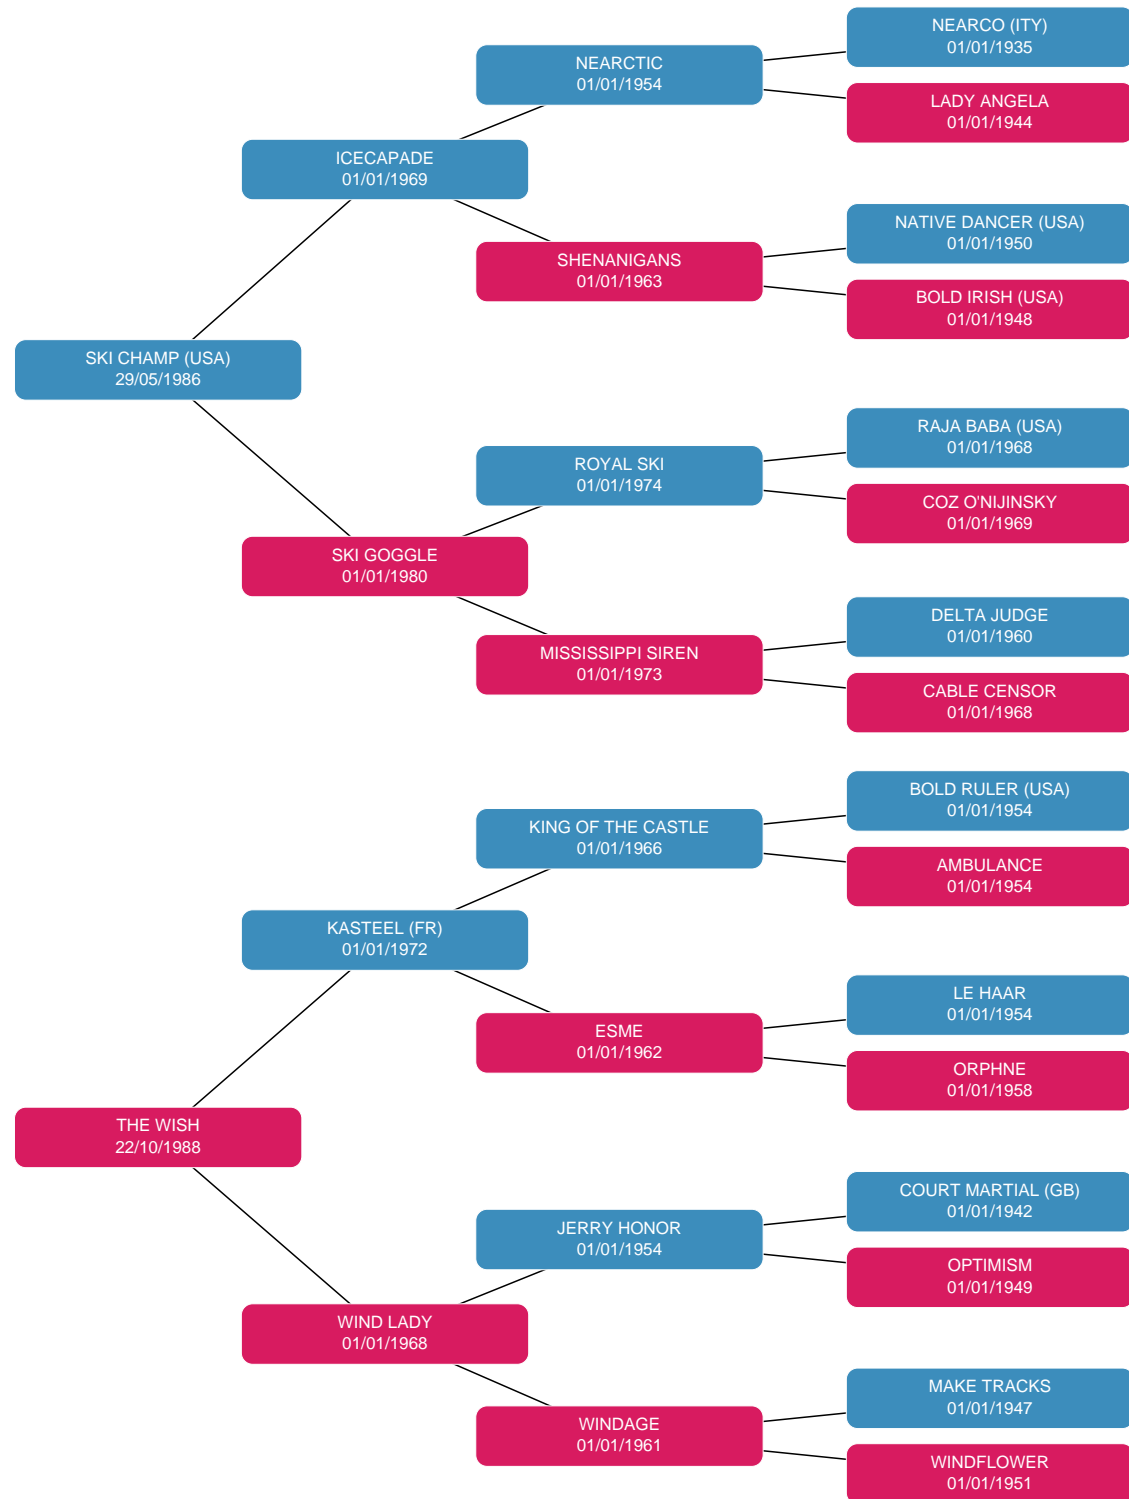 NEARCO (ITY)
01/01/1935
NEARCTIC
01/01/1954
LADY ANGELA
01/01/1944
ICECAPADE
01/01/1969
NATIVE DANCER (USA)
01/01/1950
SHENANIGANS
01/01/1963
BOLD IRISH (USA)
01/01/1948
SKI CHAMP (USA)
29/05/1986
RAJA BABA (USA)
01/01/1968
ROYAL SKI
01/01/1974
COZ O'NIJINSKY
01/01/1969
SKI GOGGLE
01/01/1980
DELTA JUDGE
01/01/1960
MISSISSIPPI SIREN
01/01/1973
CABLE CENSOR
01/01/1968
BOLD RULER (USA)
01/01/1954
KING OF THE CASTLE
01/01/1966
AMBULANCE
01/01/1954
KASTEEL (FR)
01/01/1972
LE HAAR
01/01/1954
ESME
01/01/1962
ORPHNE
01/01/1958
THE WISH
22/10/1988
COURT MARTIAL (GB)
01/01/1942
JERRY HONOR
01/01/1954
OPTIMISM
01/01/1949
WIND LADY
01/01/1968
MAKE TRACKS
01/01/1947
WINDAGE
01/01/1961
WINDFLOWER
01/01/1951